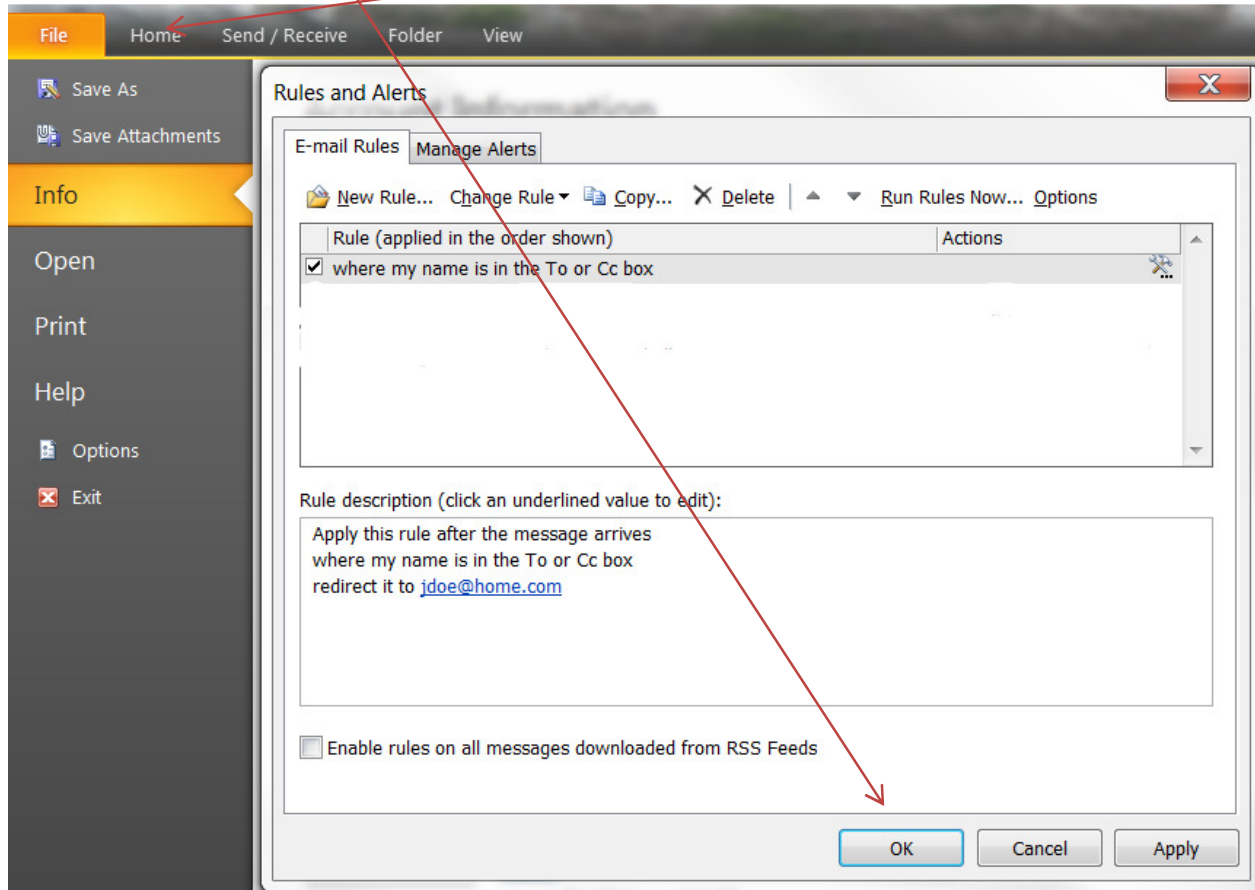 File Home Send / Receive Folder View
Save As
Save Attachments
Info
Open
Print
Help
Options
Exit
Rules and Alerts
E-mail Rules Manage Alerts
New Rule... Change Rule Copy... Delete Run Rules Now... Options
Rule (applied in the order shown) Actions
where my name is in the To or Cc box
Rule description (click an underlined value to edit):
Apply this rule after the message arrives
where my name is in the To or Cc box
redirect it to jdoe@home.com
Enable rules on all messages downloaded from RSS Feeds
OK Cancel Apply